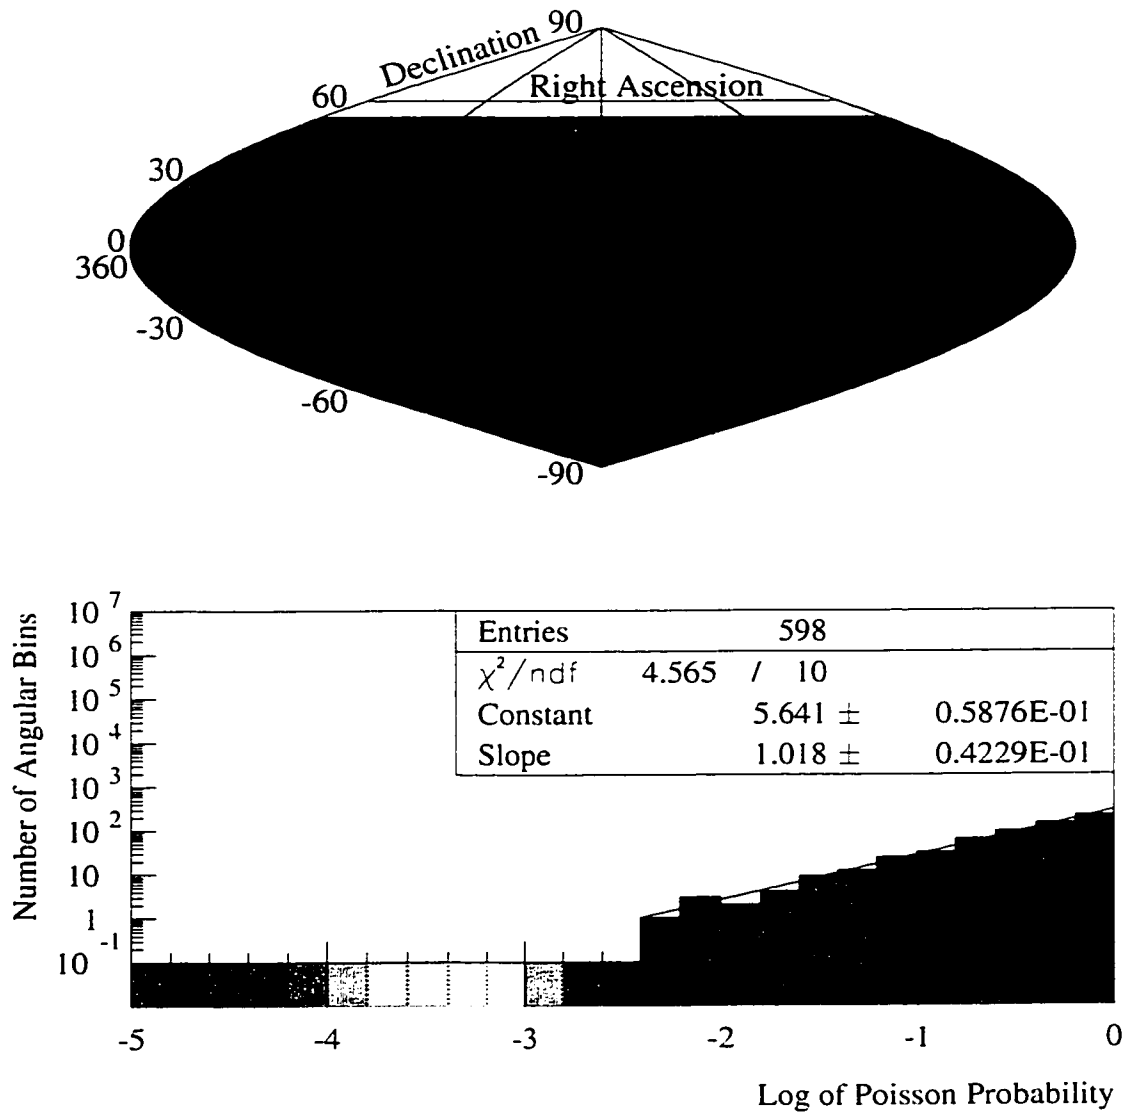 90
Declination
Right Ascension
60
30
0
360
-30
-60
-90
Number of Angular Bins
10 7
10 6
10 5
10 4
10 3
10 2
10
1
10 -1
Entries 598
χ²/ndf 4.565 / 10
Constant 5.641 ± 0.5876E-01
Slope 1.018 ± 0.4229E-01
-5 -4 -3 -2 -1 0
Log of Poisson Probability